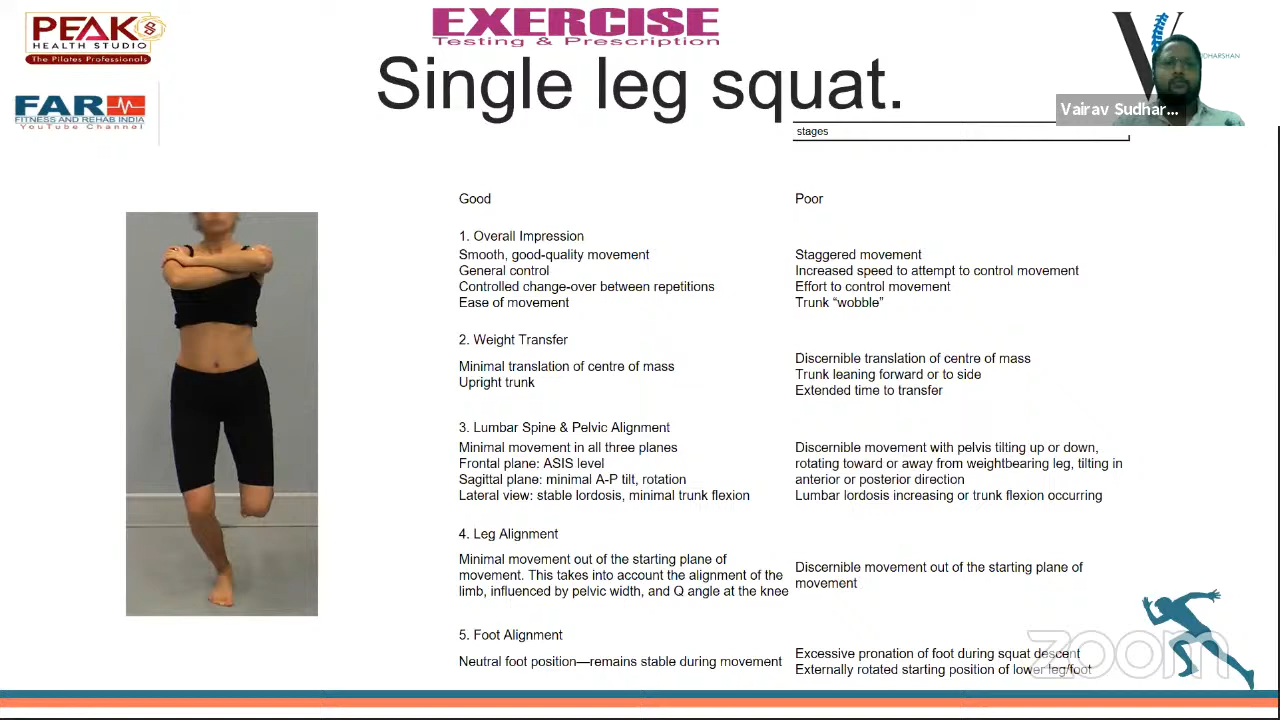 PEAK
HEALTH STUDIO
The Pilates Professionals
EXERCISE
Testing & Prescription
FAR
FITNESS AND REHAB INDIA
YouTube Channel
Single leg squat.
V
DHARSHAN
Vairav Sudhar...
stages
Good
Poor
1. Overall Impression
Smooth, good-quality movement
General control
Controlled change-over between repetitions
Ease of movement
Staggered movement
Increased speed to attempt to control movement
Effort to control movement
Trunk “wobble”
2. Weight Transfer
Minimal translation of centre of mass
Upright trunk
Discernible translation of centre of mass
Trunk leaning forward or to side
Extended time to transfer
3. Lumbar Spine & Pelvic Alignment
Minimal movement in all three planes
Frontal plane: ASIS level
Sagittal plane: minimal A-P tilt, rotation
Lateral view: stable lordosis, minimal trunk flexion
Discernible movement with pelvis tilting up or down,
rotating toward or away from weightbearing leg, tilting in
anterior or posterior direction
Lumbar lordosis increasing or trunk flexion occurring
4. Leg Alignment
Minimal movement out of the starting plane of
movement. This takes into account the alignment of the
limb, influenced by pelvic width, and Q angle at the knee
Discernible movement out of the starting plane of
movement
5. Foot Alignment
Neutral foot position—remains stable during movement
Excessive pronation of foot during squat descent
Externally rotated starting position of lower leg/foot
zoom